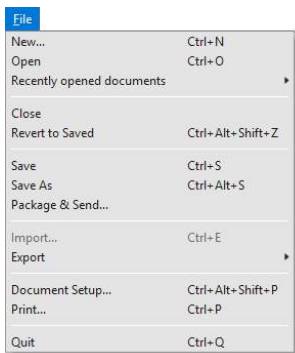 File
New... Ctrl+N
Open Ctrl+O
Recently opened documents
Close
Revert to Saved Ctrl+Alt+Shift+Z
Save Ctrl+S
Save As Ctrl+Alt+S
Package & Send...
Import... Ctrl+E
Export
Document Setup... Ctrl+Alt+Shift+P
Print... Ctrl+P
Quit Ctrl+Q